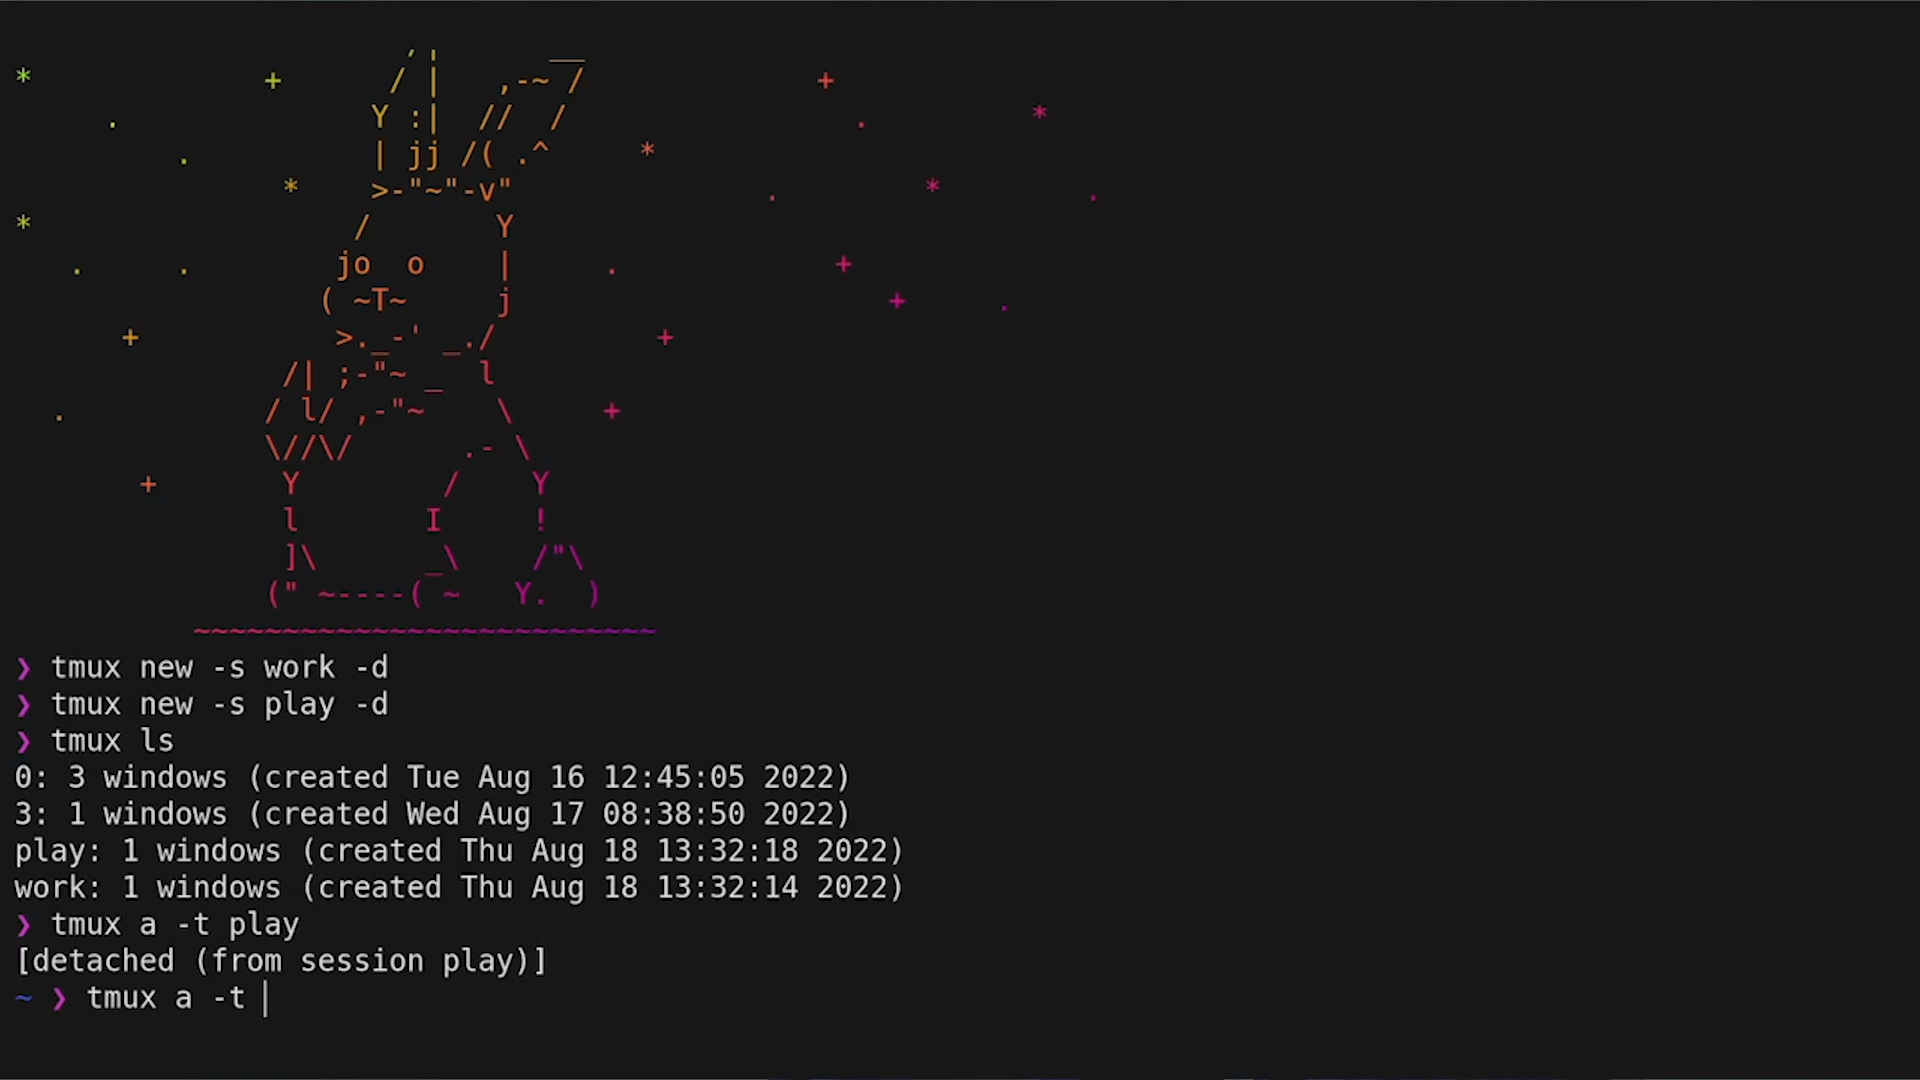 ❯ tmux new -s work -d
❯ tmux new -s play -d
❯ tmux ls
0: 3 windows (created Tue Aug 16 12:45:05 2022)
3: 1 windows (created Wed Aug 17 08:38:50 2022)
play: 1 windows (created Thu Aug 18 13:32:18 2022)
work: 1 windows (created Thu Aug 18 13:32:14 2022)
❯ tmux a -t play
[detached (from session play)]
~ ❯ tmux a -t